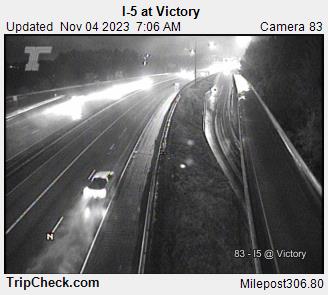 I-5 at Victory
Updated Nov 04 2023 7:06 AM Camera 83
T
N
83 - I5 @ Victory
TripCheck.com Milepost306.80